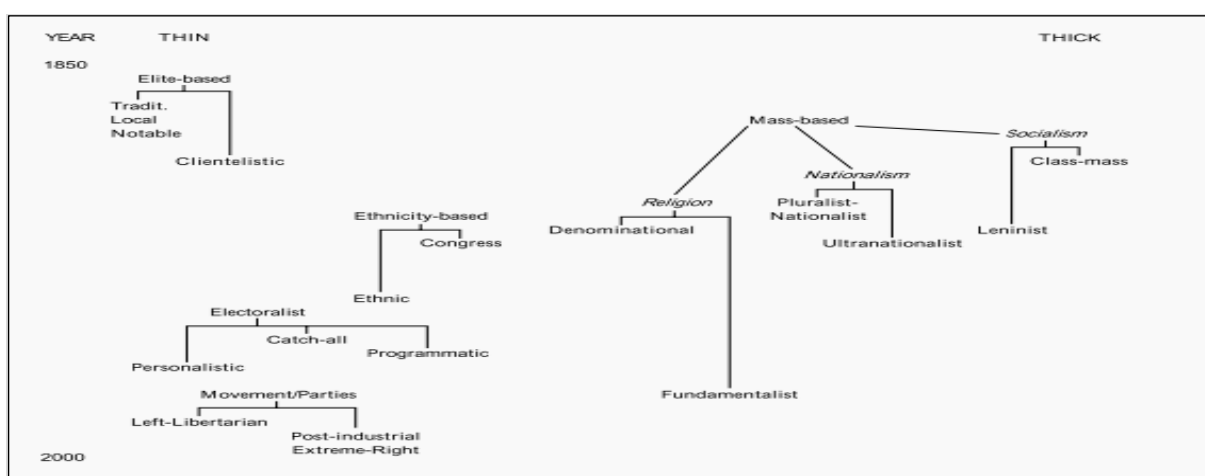 YEAR THIN THICK
1850
Elite-based
Tradit.
Local
Notable
Clientelistic
Mass-based
Socialism
Class-mass
Nationalism
Pluralist-
Nationalist
Religion
Denominational
Ultranationalist
Leninist
Ethnicity-based
Congress
Ethnic
Electoralist
Catch-all
Programmatic
Personalistic
Fundamentalist
Movement/Parties
Left-Libertarian
Post-industrial
Extreme-Right
2000